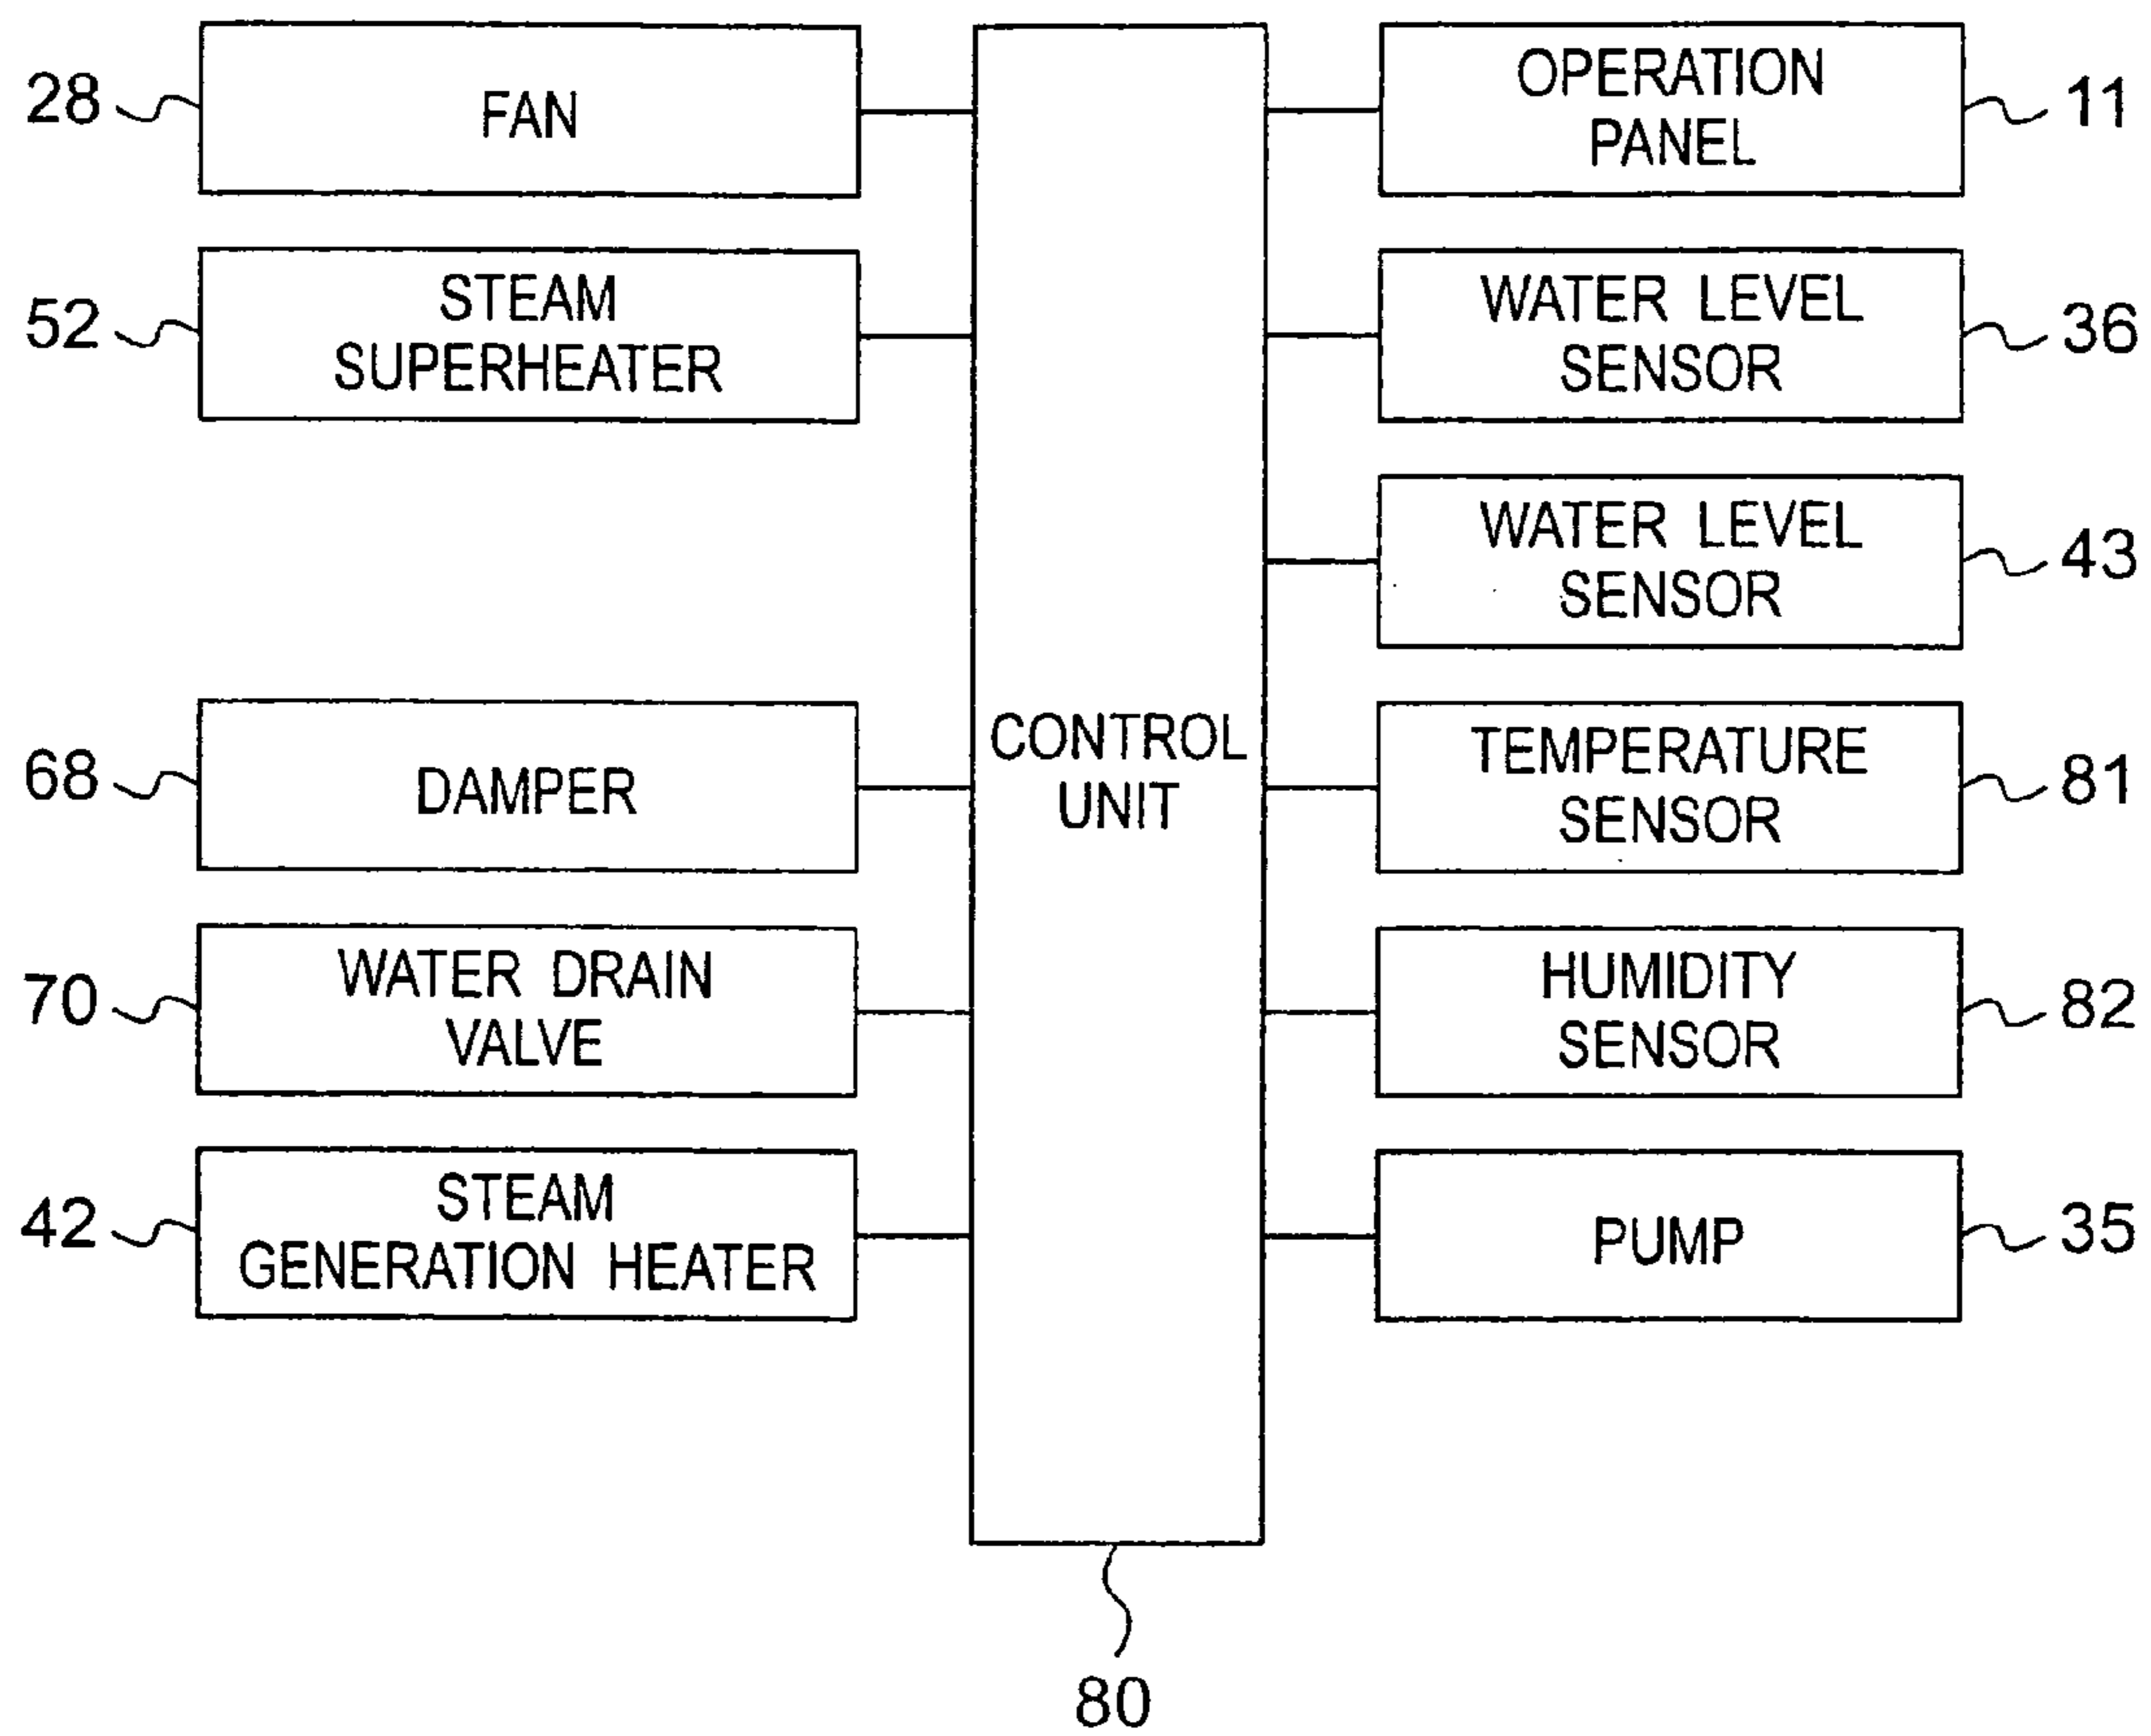 28
FAN
52
STEAM
SUPERHEATER
68
DAMPER
70
WATER DRAIN
VALVE
42
STEAM
GENERATION HEATER
CONTROL
UNIT
80
OPERATION
PANEL
11
WATER LEVEL
SENSOR
36
WATER LEVEL
SENSOR
43
TEMPERATURE
SENSOR
81
HUMIDITY
SENSOR
82
PUMP
35